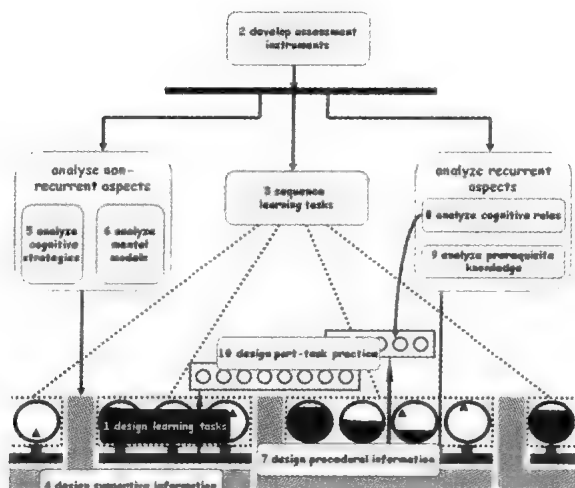 2 develop assessment
instruments
analyse non-
recurrent aspects
5 analyze
cognitive
strategies
6 analyze
mental
models
3 sequence
learning tasks
analyze recurrent
aspects
8 analyze cognitive rules
9 analyze prerequisite
knowledge
10 design part-task practice
1 design learning tasks
7 design procedural information
4 design supportive information